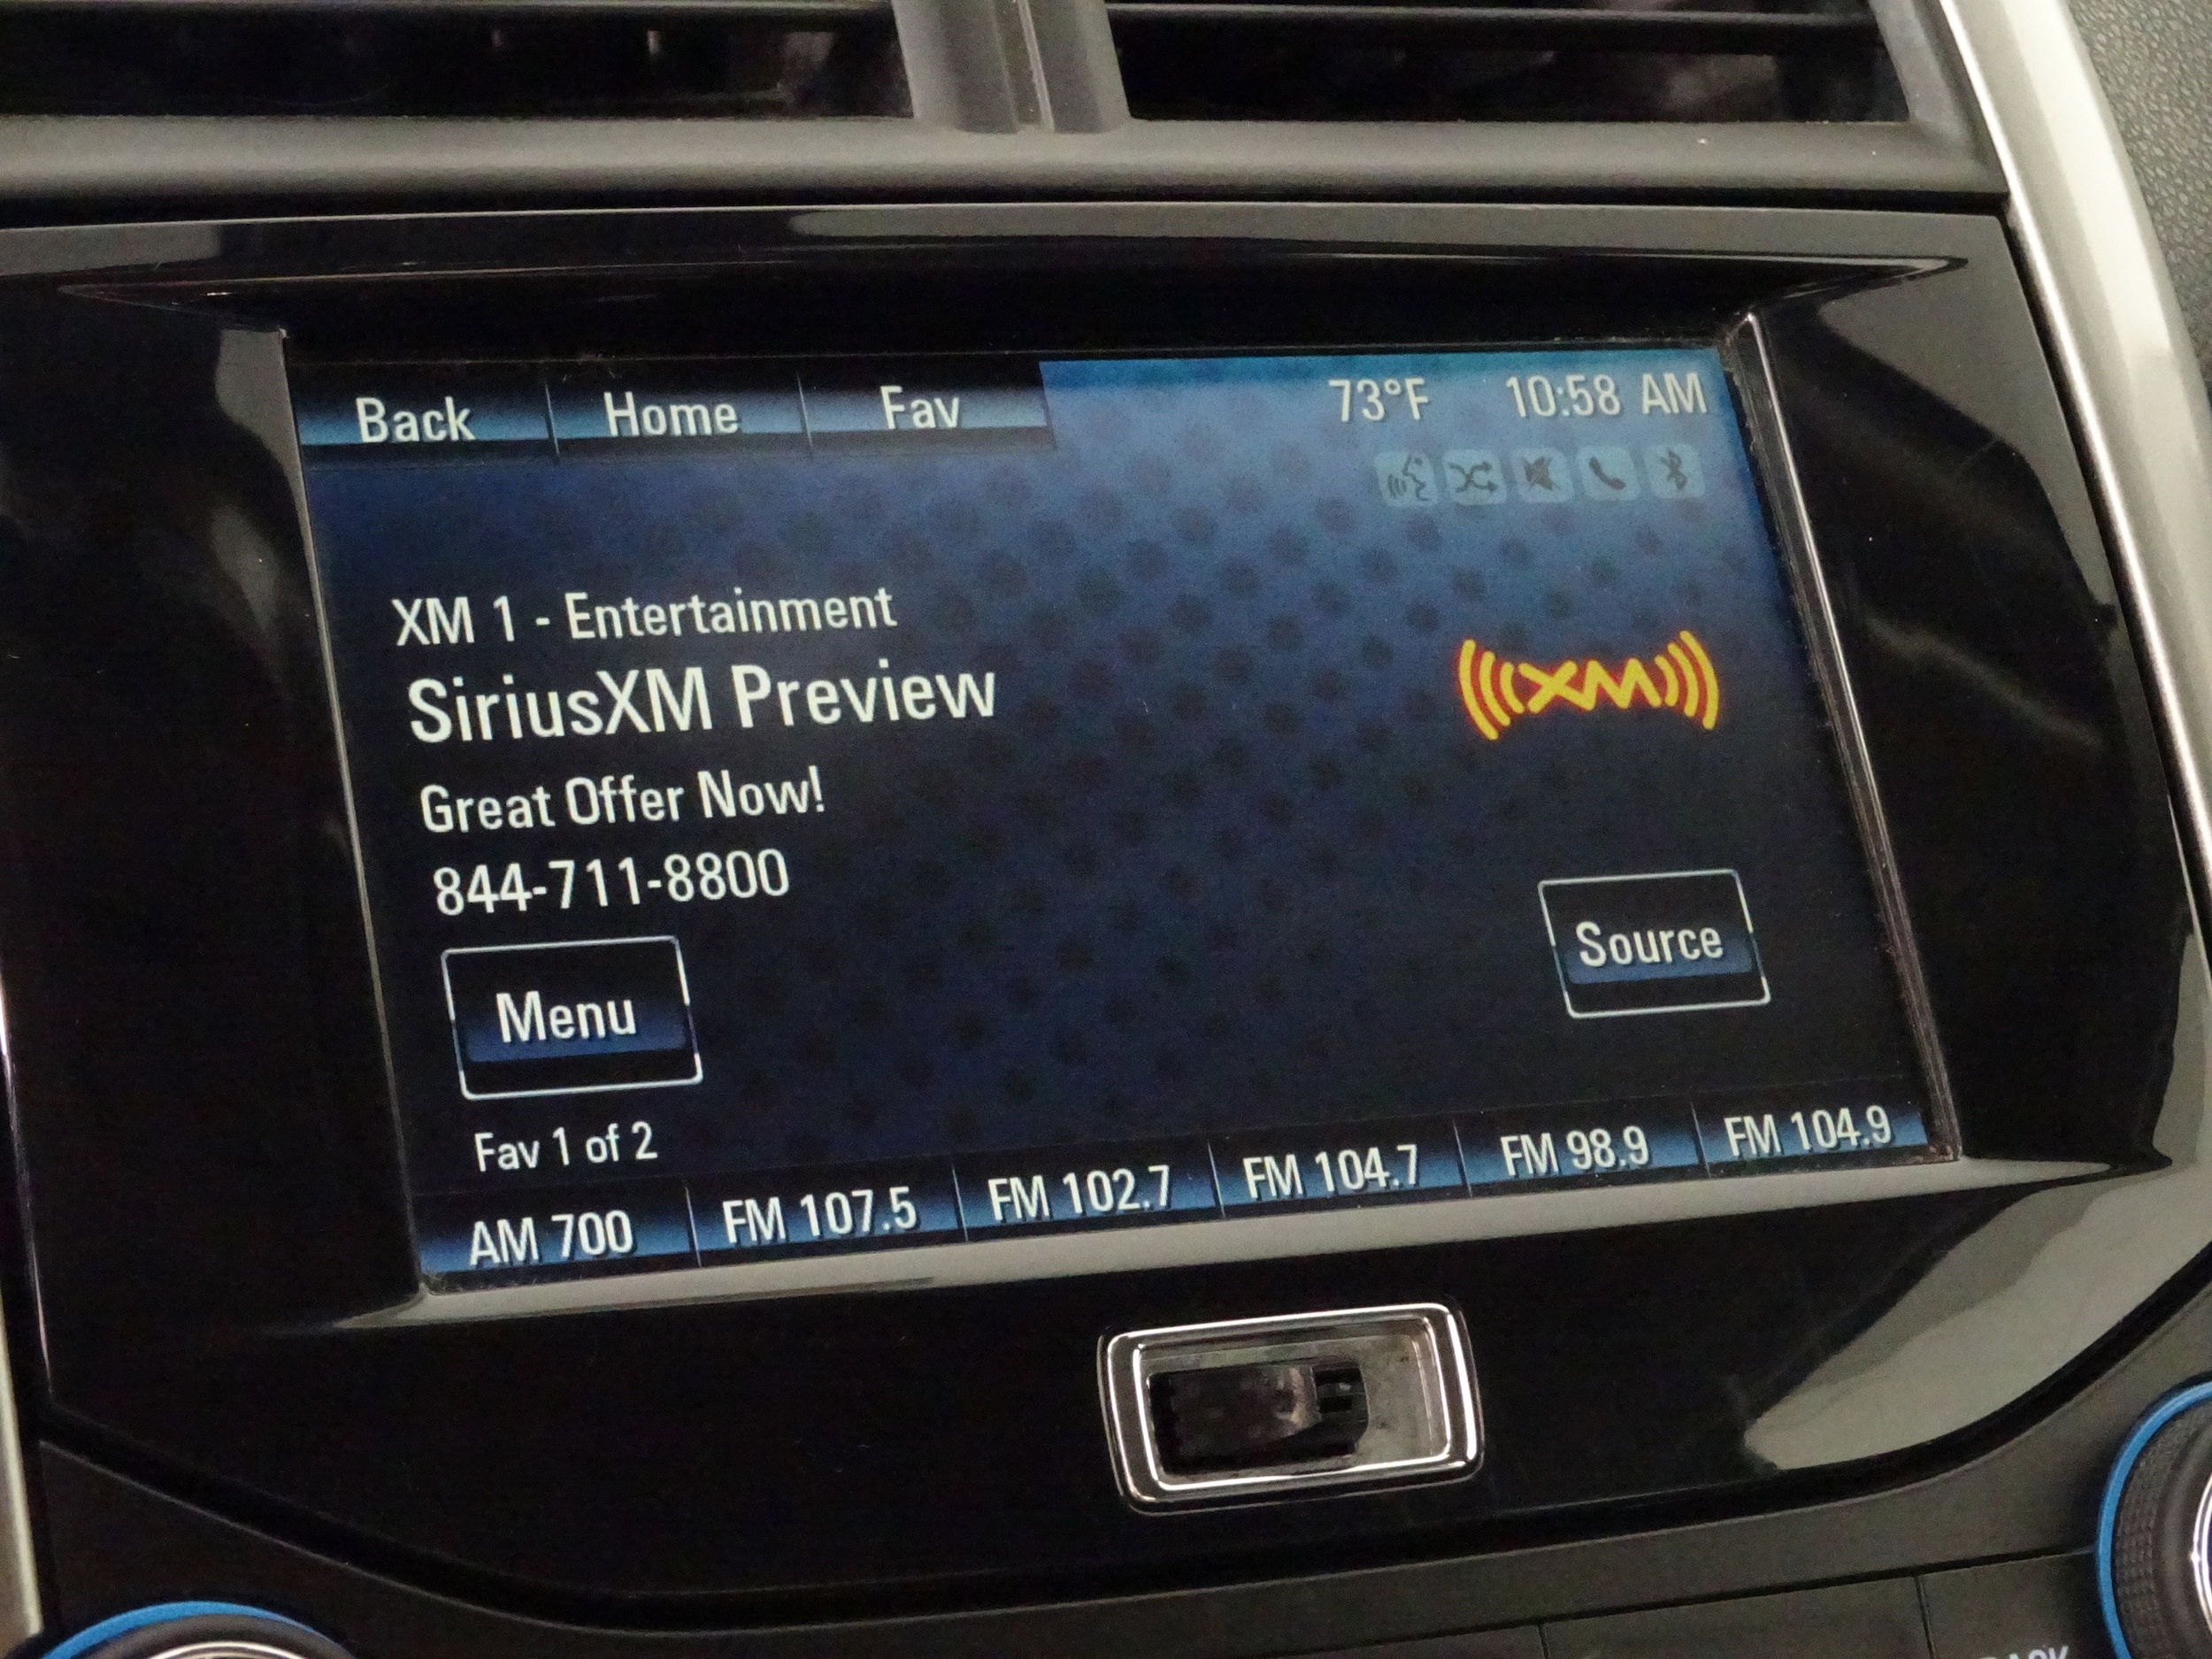 Back Home Fav 73°F 10:58 AM
XM 1 - Entertainment
SiriusXM Preview
XM
Great Offer Now!
844-711-8800
Source
Menu
Fav 1 of 2
AM 700 FM 107.5 FM 102.7 FM 104.7 FM 98.9 FM 104.9